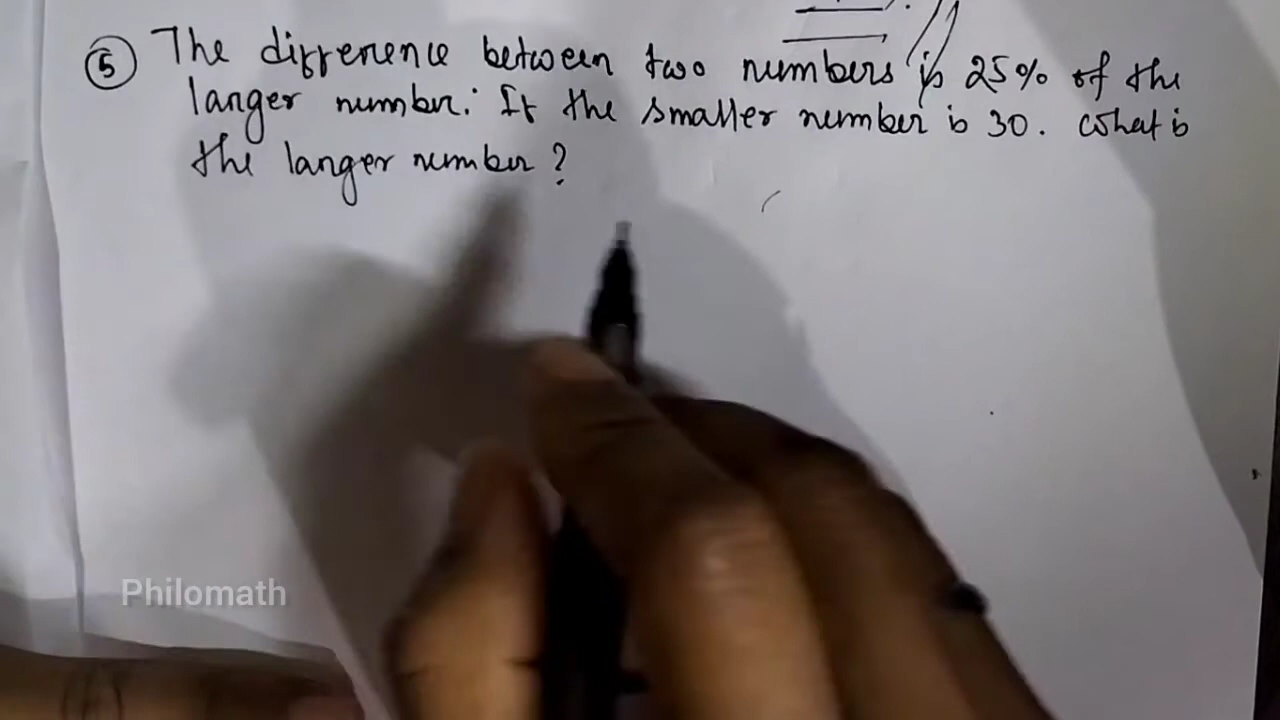 ⑤ The difference between two numbers is 25% of the
larger number. If the smaller number is 30. What is
the larger number?
Philomath